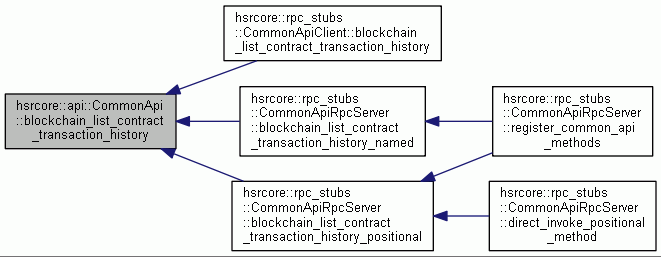 hsrcore::rpc_stubs
::CommonApiClient::blockchain
_list_contract_transaction_history
hsrcore::api::CommonApi
::blockchain_list_contract
_transaction_history
hsrcore::rpc_stubs
::CommonApiRpcServer
::blockchain_list_contract
_transaction_history_named
hsrcore::rpc_stubs
::CommonApiRpcServer
::register_common_api
_methods
hsrcore::rpc_stubs
::CommonApiRpcServer
::blockchain_list_contract
_transaction_history_positional
hsrcore::rpc_stubs
::CommonApiRpcServer
::direct_invoke_positional
_method